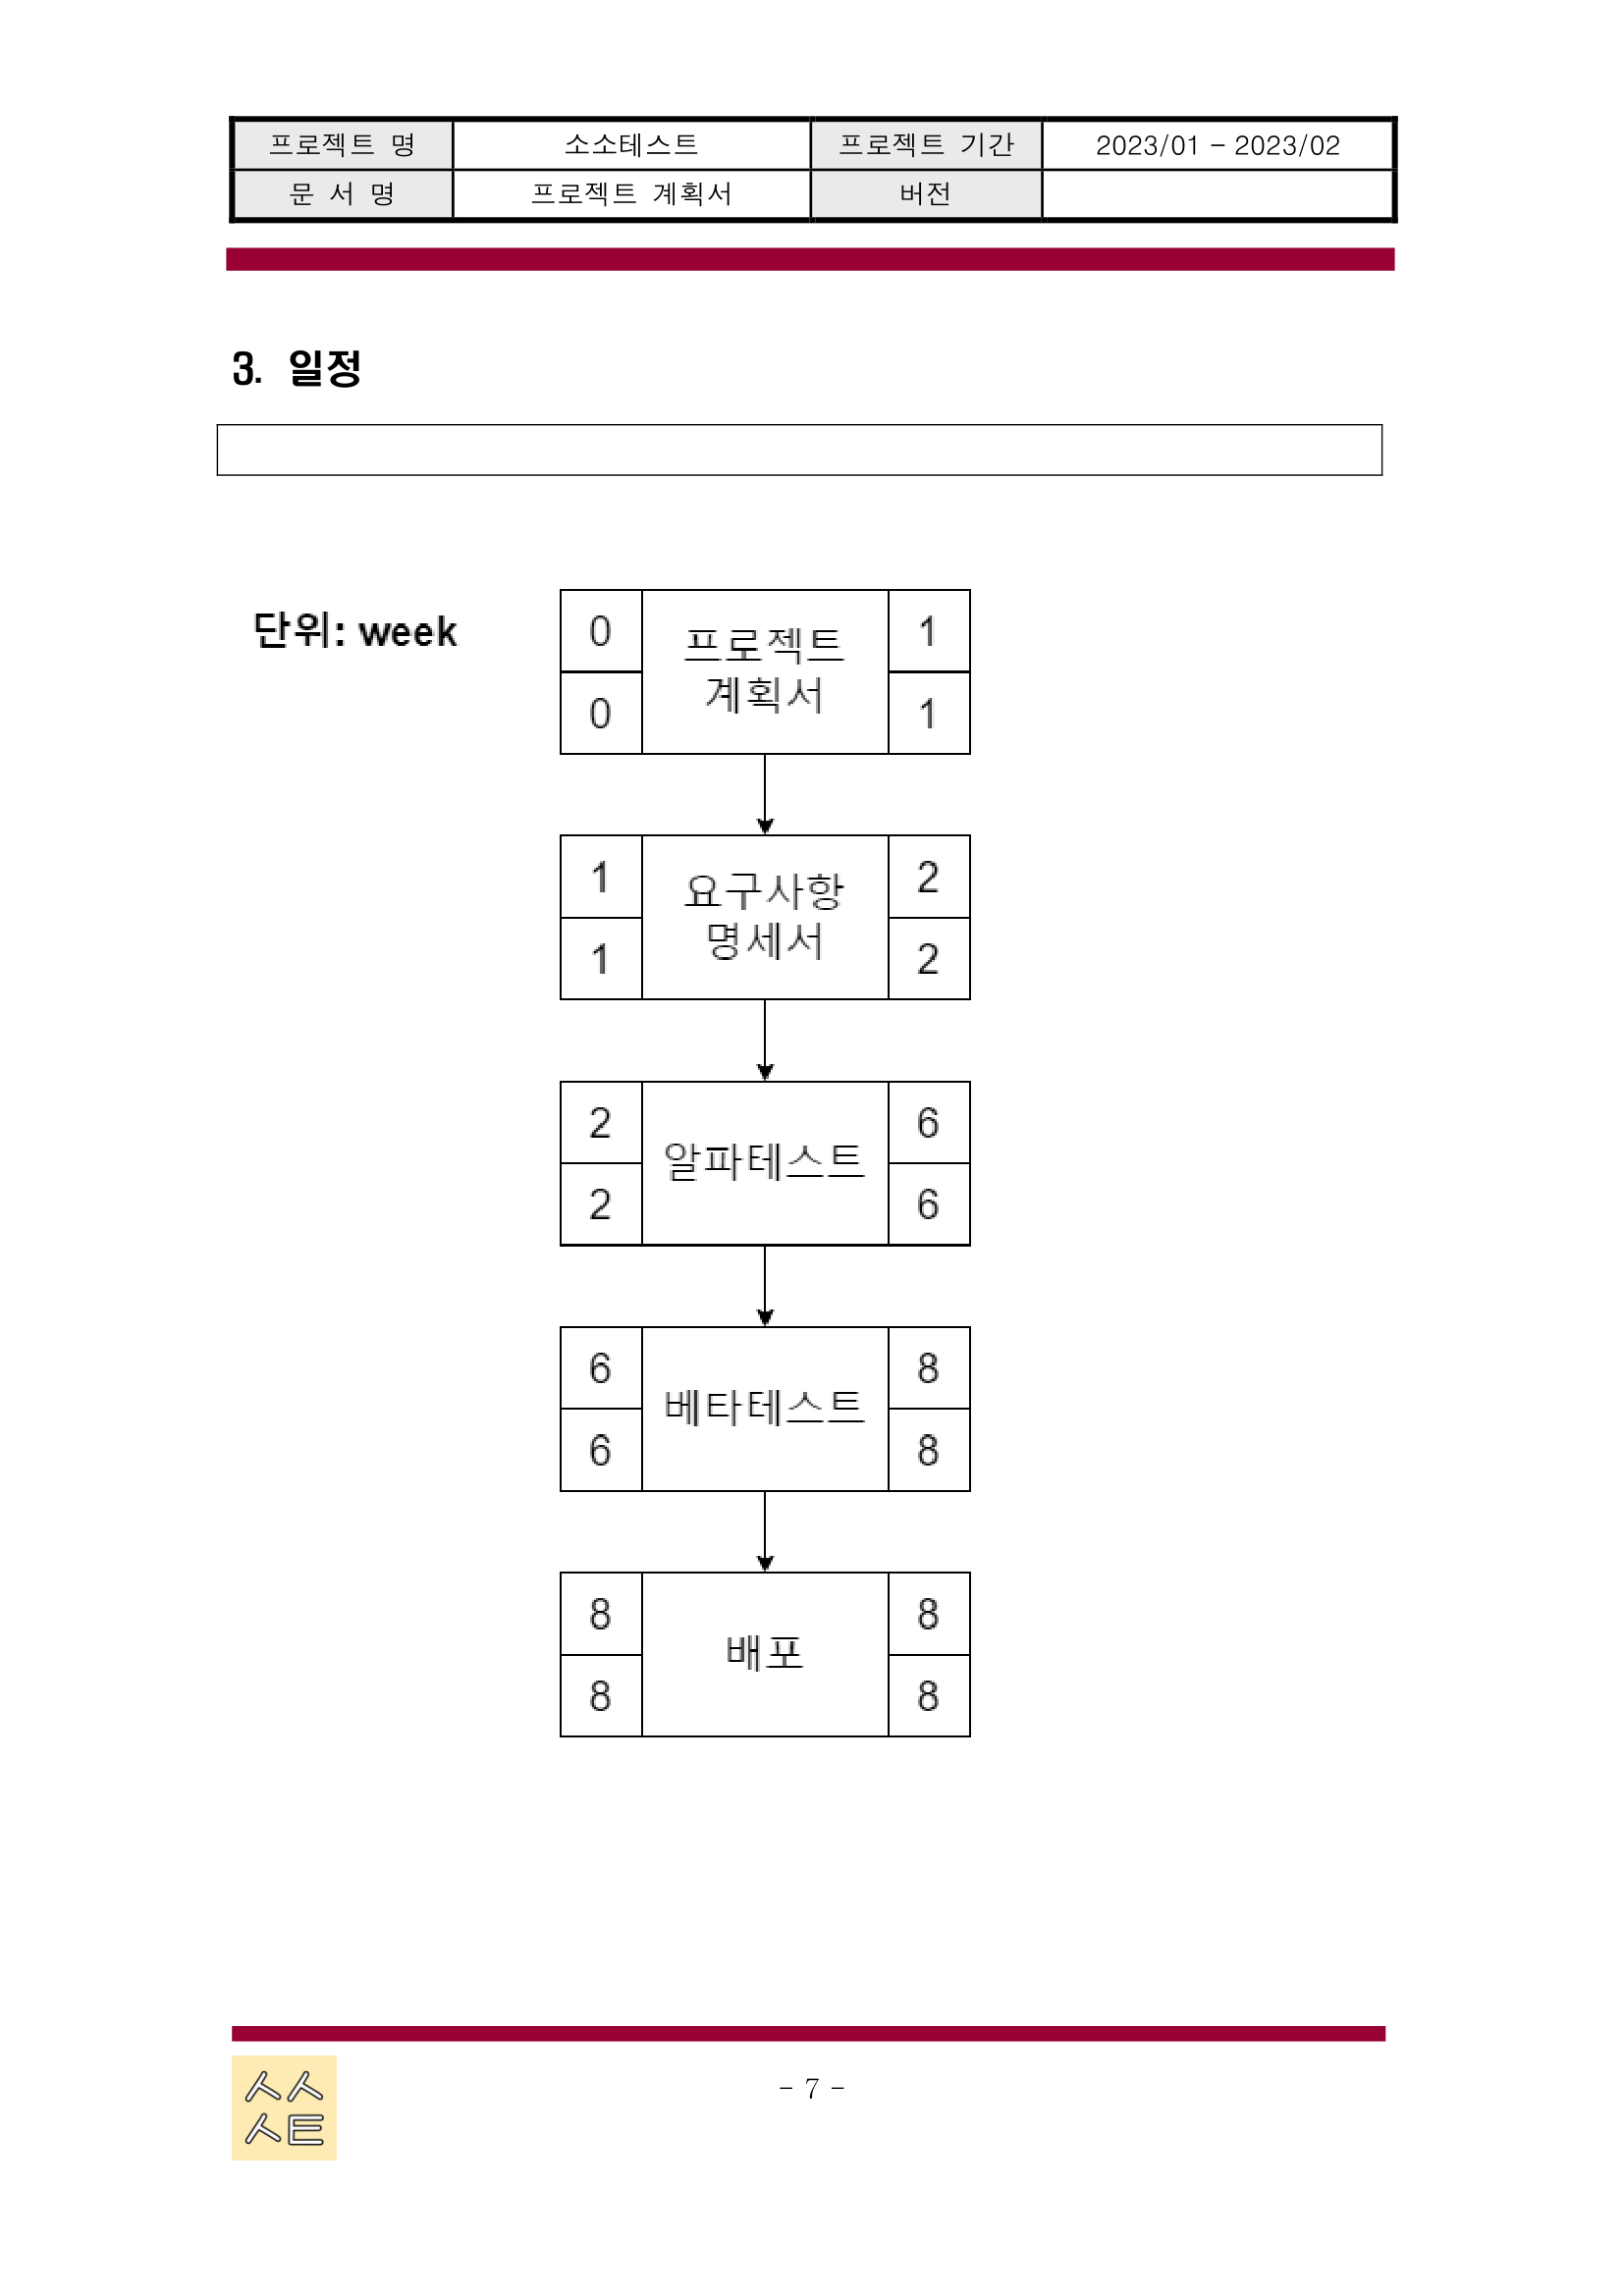 프로젝트 명 소소테스트 프로젝트 기간 2023/01 - 2023/02
문 서 명 프로젝트 계획서 버전
3. 일정
단위: week
0 프로젝트 1
0 계획서 1
1 요구사항 2
1 명세서 2
2 6
알파테스트
2 6
6 8
베타테스트
6 8
8 8
배포
8 8
ㅅㅅ
ㅅㅌ
- 7 -